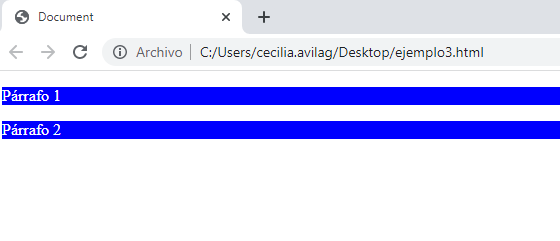 Document
Archivo | C:/Users/cecilia.avilag/Desktop/ejemplo3.html
Párrafo 1
Párrafo 2